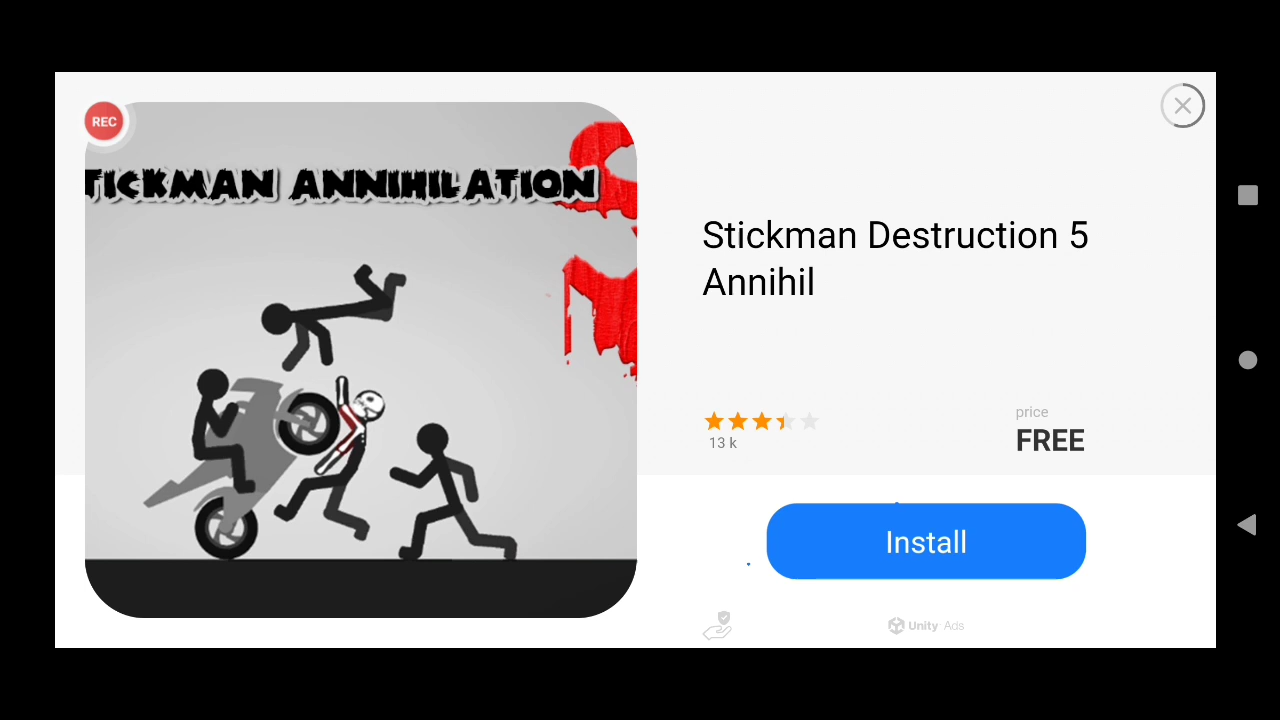 REC
TICKMAN ANNIHILATION
Stickman Destruction 5
Annihil
13 k
price
FREE
Install
Unity Ads